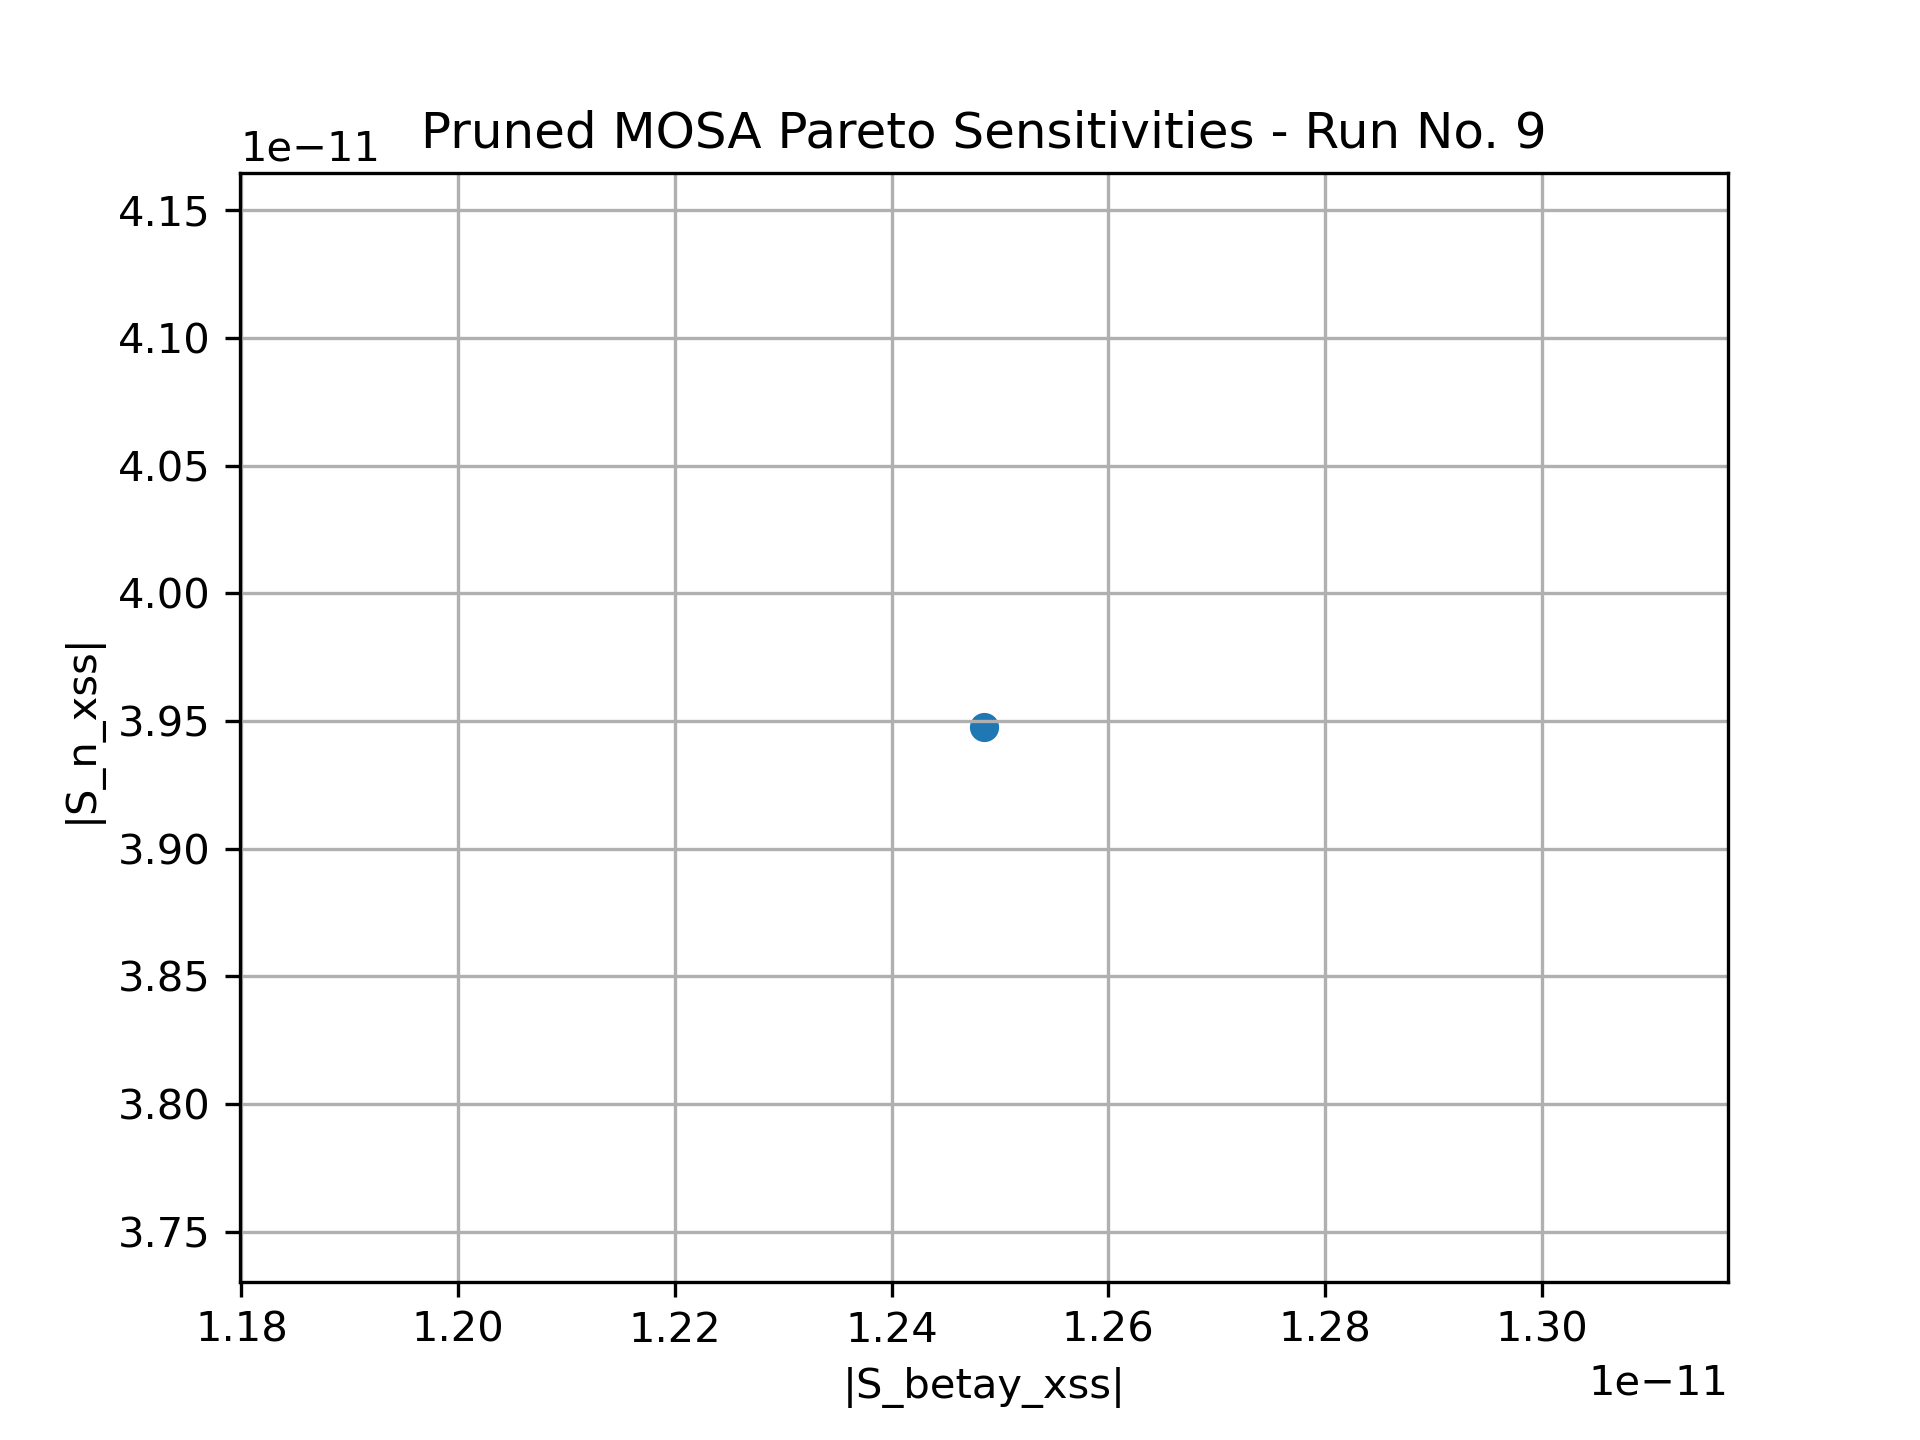 Pruned MOSA Pareto Sensitivities - Run No. 9
1e−11
4.15
4.10
4.05
4.00
3.95
3.90
3.85
3.80
3.75
|S_n_xss|
1.18 1.20 1.22 1.24 1.26 1.28 1.30
|S_betay_xss|
1e−11